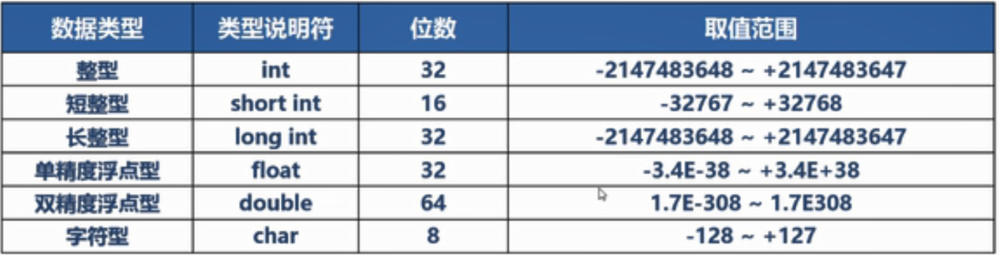 数据类型 类型说明符 位数 取值范围
整型 int 32 -2147483648 ~ +2147483647
短整型 short int 16 -32767 ~ +32768
长整型 long int 32 -2147483648 ~ +2147483647
单精度浮点型 float 32 -3.4E-38 ~ +3.4E+38
双精度浮点型 double 64 1.7E-308 ~ 1.7E308
字符型 char 8 -128 ~ +127